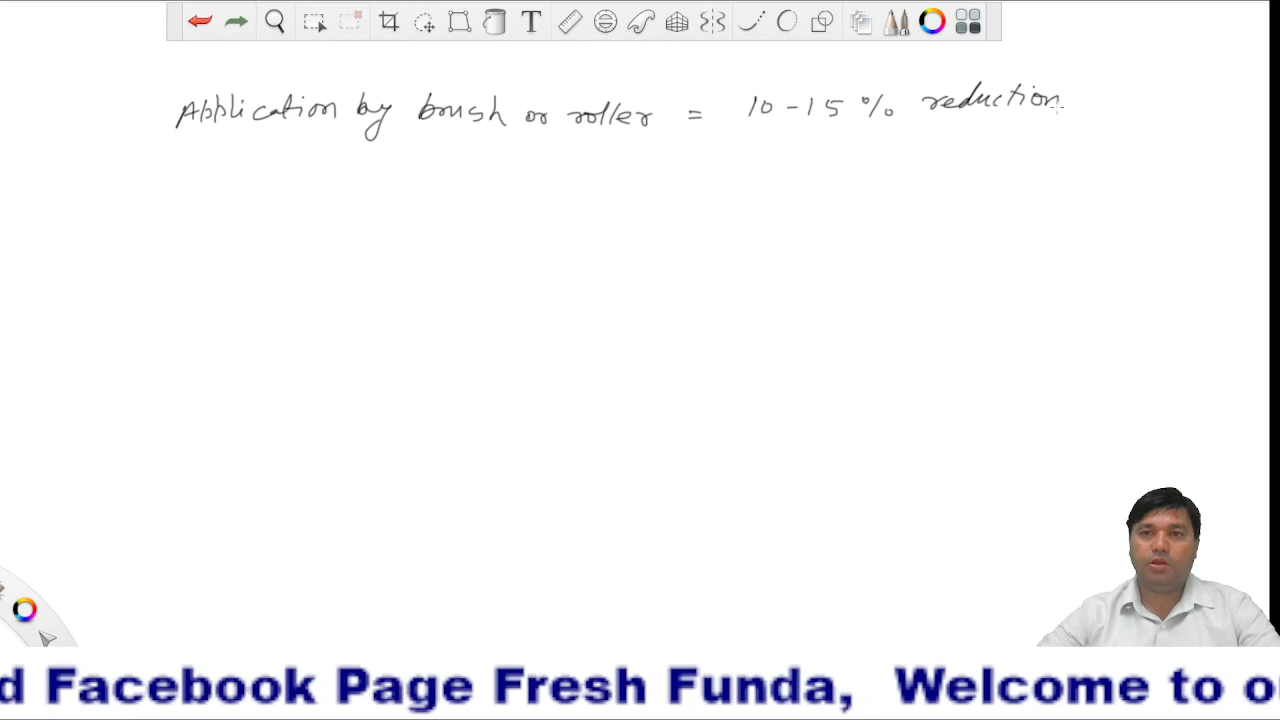 Application by brush or roller = 10-15% reduction
d Facebook Page Fresh Funda, Welcome to o